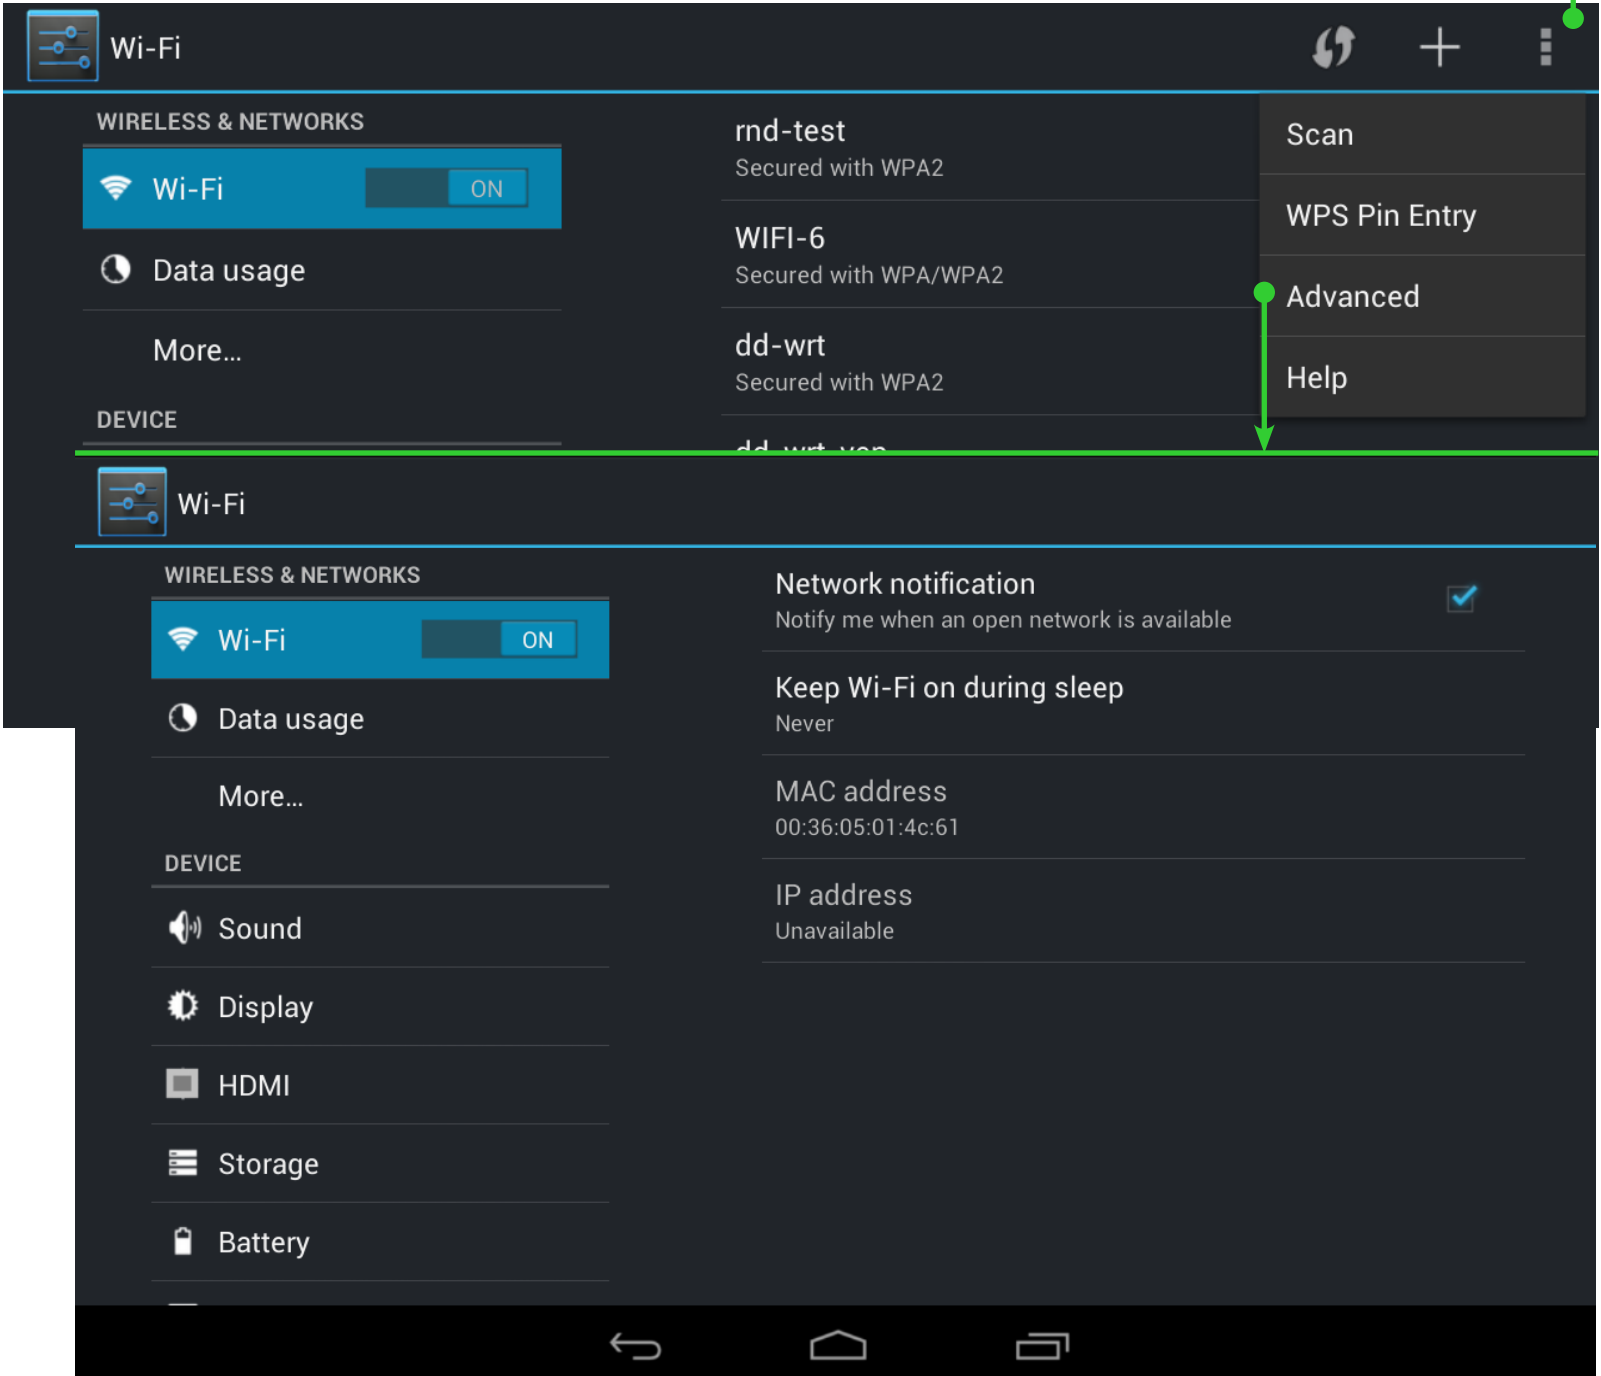 Wi-Fi
WIRELESS & NETWORKS
Wi-Fi
ON
Data usage
More...
DEVICE
rnd-test
Secured with WPA2
WIFI-6
Secured with WPA/WPA2
dd-wrt
Secured with WPA2
Scan
WPS Pin Entry
Advanced
Help
Wi-Fi
WIRELESS & NETWORKS
Wi-Fi
ON
Data usage
More...
DEVICE
Sound
Display
HDMI
Storage
Battery
Network notification
Notify me when an open network is available
Keep Wi-Fi on during sleep
Never
MAC address
00:36:05:01:4c:61
IP address
Unavailable